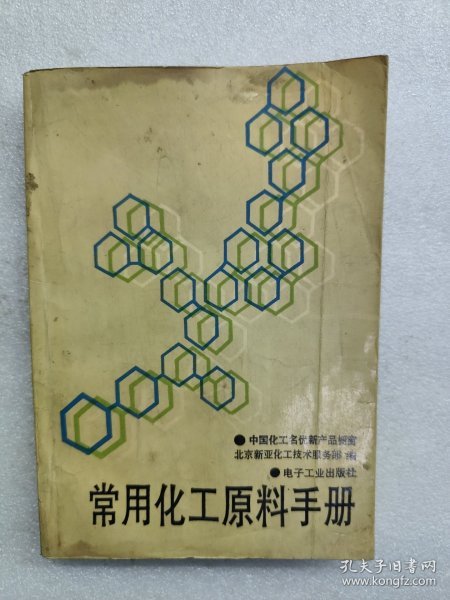 ●中国化工名优新产品橱窗
北京新亚化工技术服务部 编
●电子工业出版社
常用化工原料手册
孔夫子旧书网
www.kongfz.com